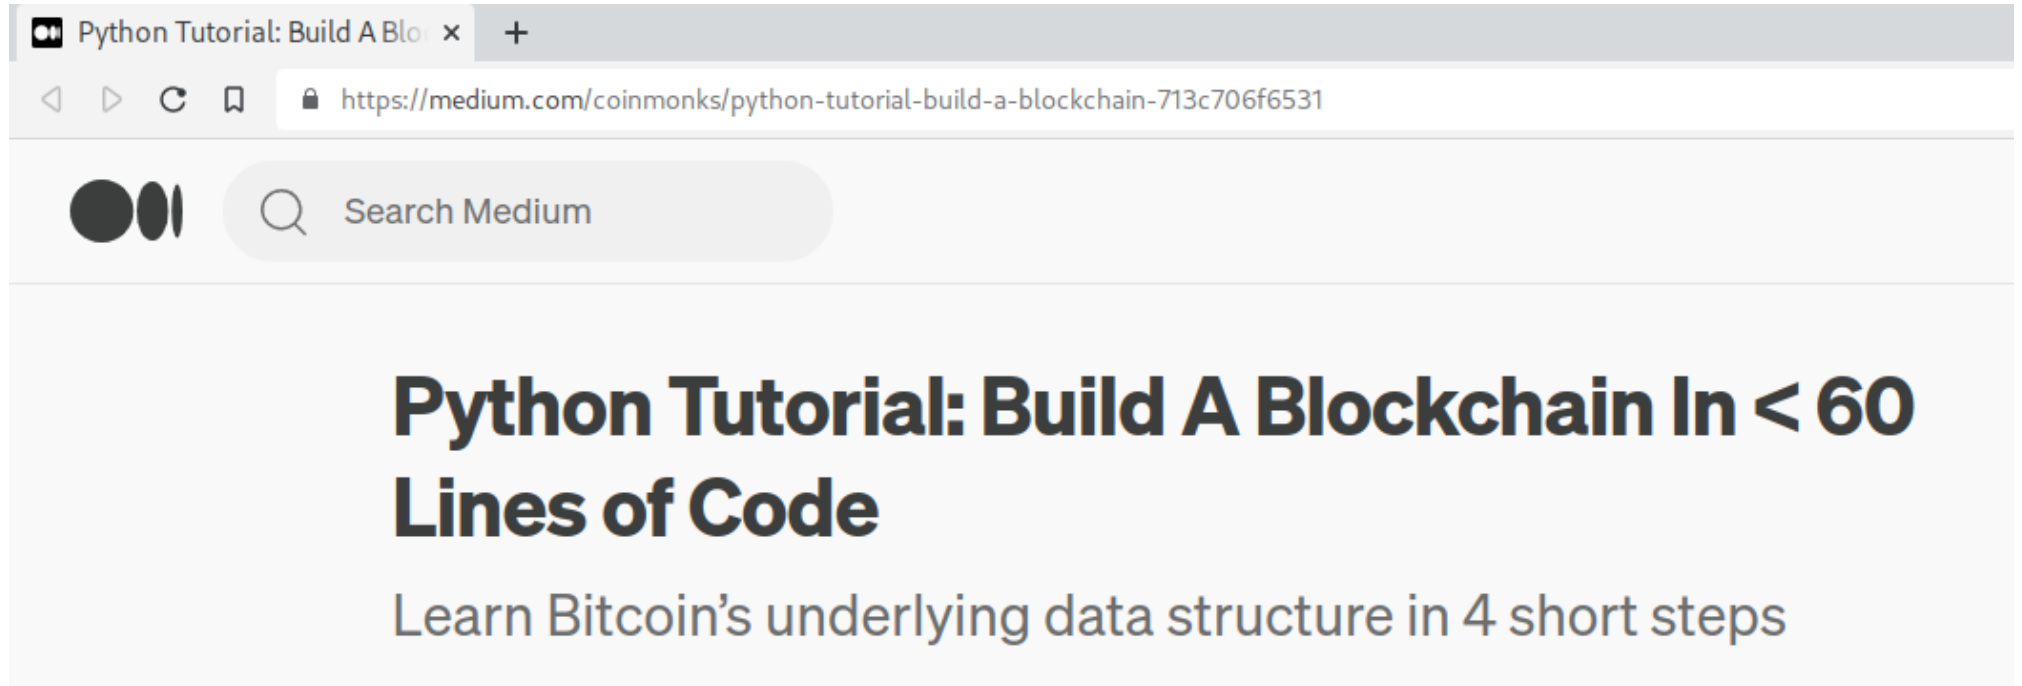 Python Tutorial: Build A Blo
https://medium.com/coinmonks/python-tutorial-build-a-blockchain-713c706f6531
Search Medium
Python Tutorial: Build A Blockchain In < 60
Lines of Code
Learn Bitcoin’s underlying data structure in 4 short steps